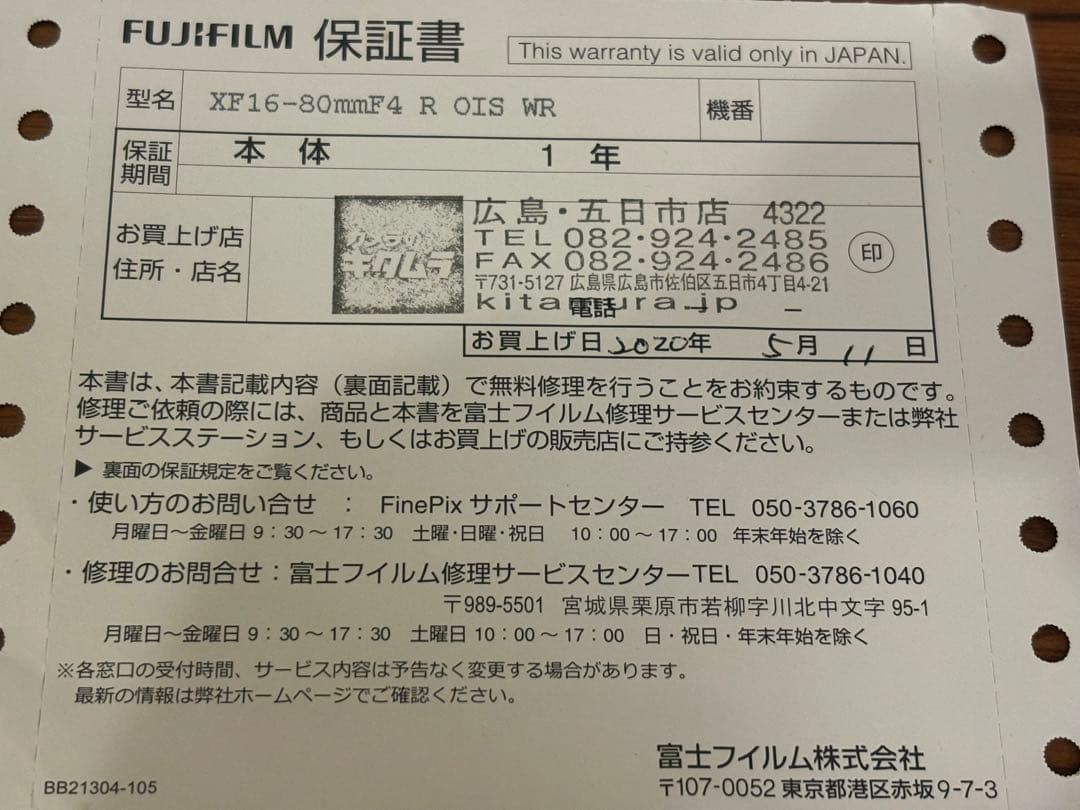 FUJIFILM 保証書 This warranty is valid only in JAPAN.
型名 XF16-80mmF4 R OIS WR 機番
保証期間 本体 1年
お買上げ店 住所・店名
カメラのキタムラ
広島・五日市店 4322
TEL 082・924・2485
FAX 082・924・2486
印
〒731-5127 広島県広島市佐伯区五日市4丁目4-21
kitamura.jp
電話 ー ー
お買上げ日 2020年 5月 11日
本書は、本書記載内容（裏面記載）で無料修理を行うことをお約束するものです。
修理ご依頼の際には、商品と本書を富士フイルム修理サービスセンターまたは弊社
サービスステーション、もしくはお買上げの販売店にご持参ください。
▶ 裏面の保証規定をご覧ください。
・使い方のお問い合せ ： FinePix サポートセンター TEL 050-3786-1060
月曜日～金曜日 9：30～17：30 土曜・日曜・祝日 10：00～17：00 年末年始を除く
・修理のお問合せ：富士フイルム修理サービスセンターTEL 050-3786-1040
〒989-5501 宮城県栗原市若柳字川北中文字 95-1
月曜日～金曜日 9：30～17：30 土曜日 10：00～17：00 日・祝日・年末年始を除く
※各窓口の受付時間、サービス内容は予告なく変更する場合があります。
最新の情報は弊社ホームページでご確認ください。
富士フイルム株式会社
BB21304-105
〒107-0052 東京都港区赤坂9-7-3